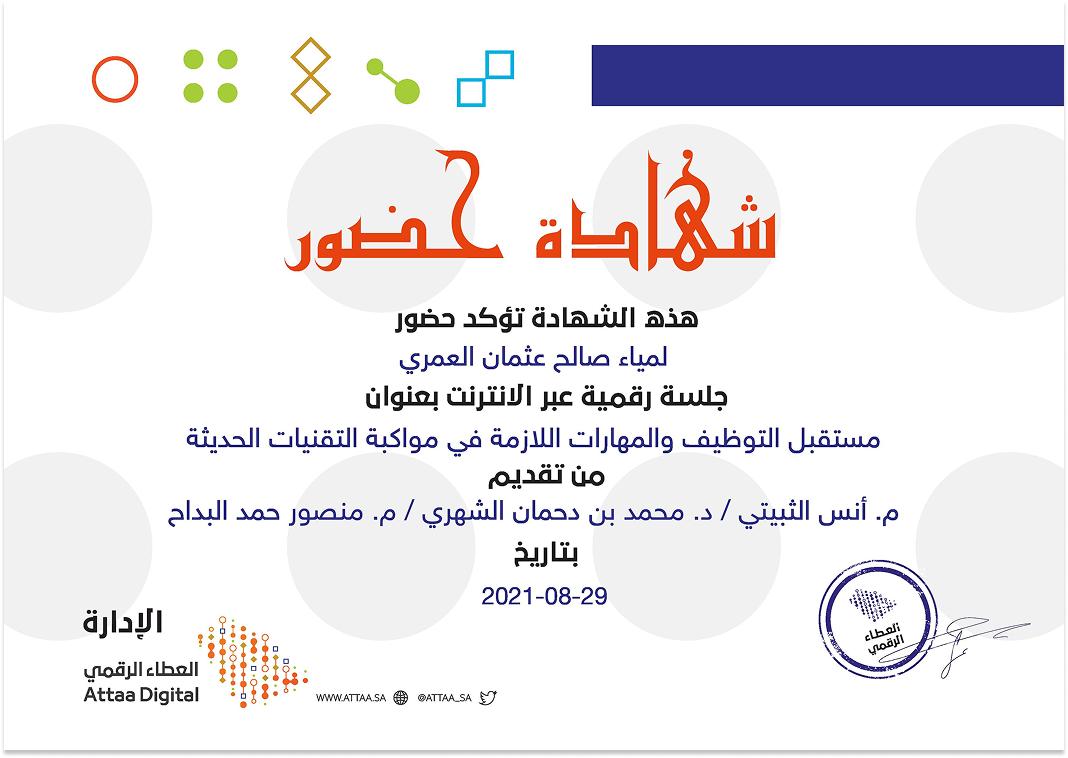 شهادة حضور
هذه الشهادة تؤكد حضور
لمياء صالح عثمان العمري
جلسة رقمية عبر الانترنت بعنوان
مستقبل التوظيف والمهارات اللازمة في مواكبة التقنيات الحديثة
من تقديم
م. أنس الثبيتي / د. محمد بن دحمان الشهري / م. منصور حمد البداح
بتاريخ
2021-08-29
الإدارة
العطاء الرقمي
Attaa Digital
WWW.ATTAA.SA @ATTAA_SA
العطاء
الرقمي